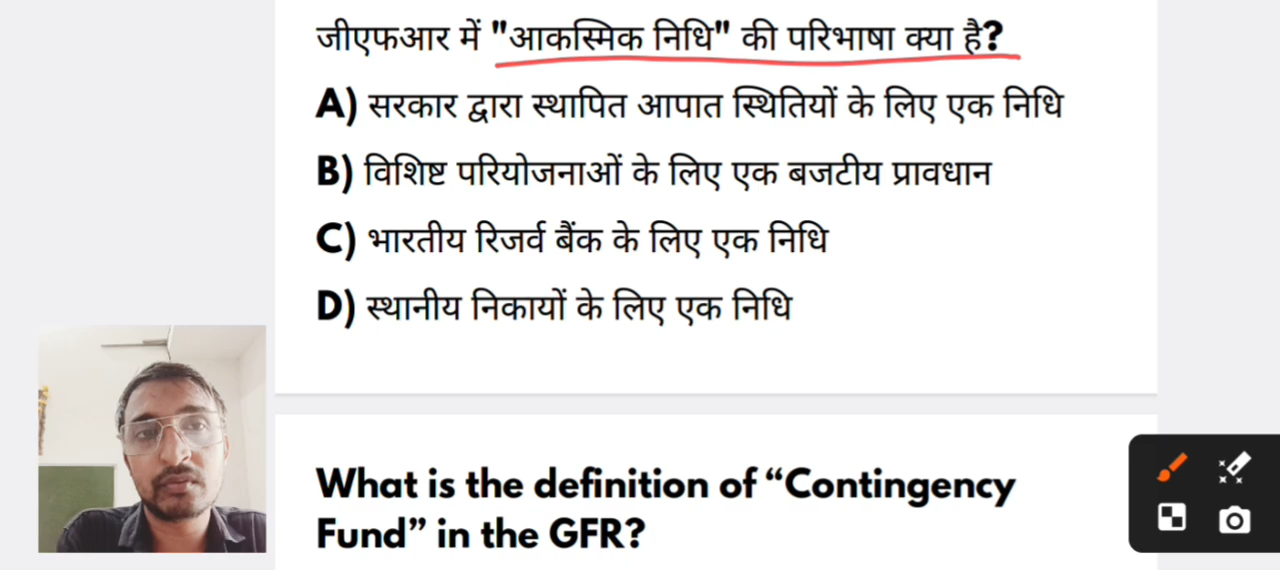 जीएफआर में "आकस्मिक निधि" की परिभाषा क्या है?
A) सरकार द्वारा स्थापित आपात स्थितियों के लिए एक निधि
B) विशिष्ट परियोजनाओं के लिए एक बजटीय प्रावधान
C) भारतीय रिजर्व बैंक के लिए एक निधि
D) स्थानीय निकायों के लिए एक निधि
What is the definition of “Contingency
Fund” in the GFR?